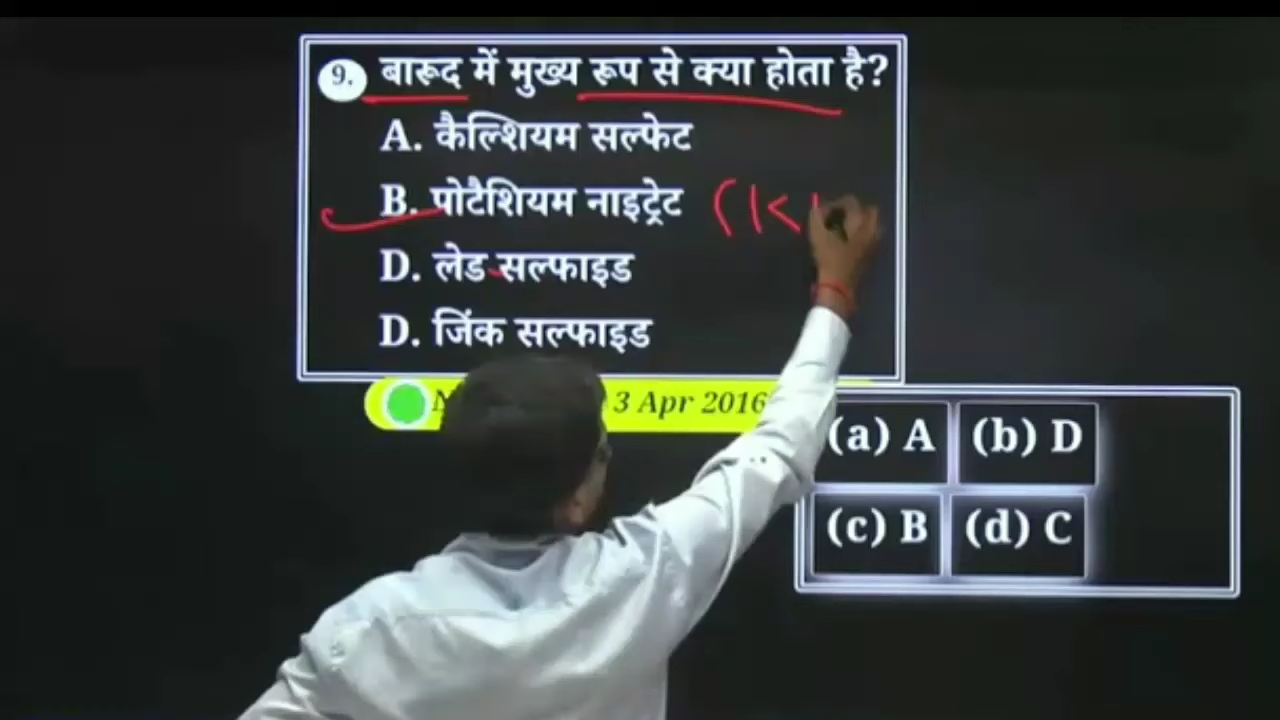 9. बारूद में मुख्य रूप से क्या होता है?
A. कैल्शियम सल्फेट
B. पोटैशियम नाइट्रेट (K
D. लेड सल्फाइड
D. जिंक सल्फाइड
3 Apr 2016
(a) A (b) D
(c) B (d) C